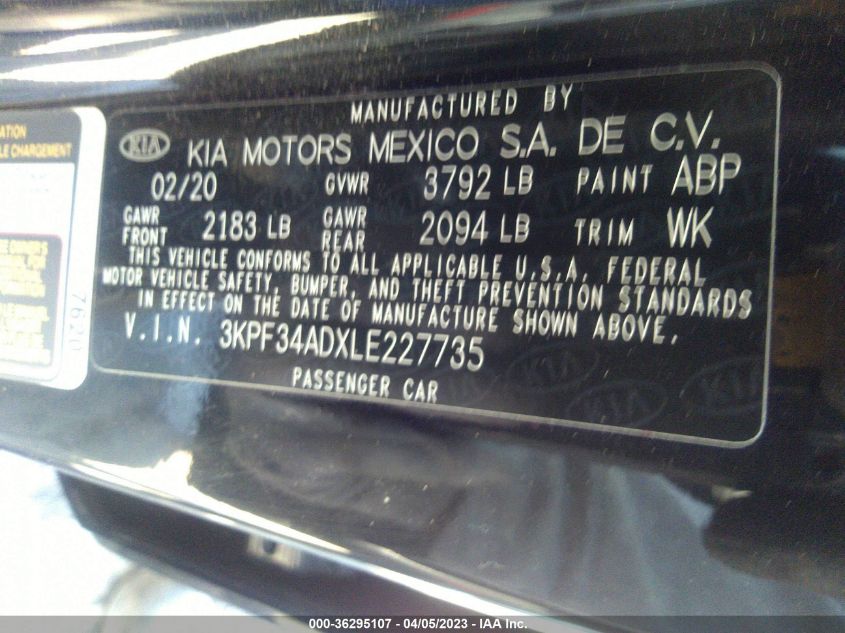 MANUFACTURED BY
KIA KIA MOTORS MEXICO S.A. DE C.V.
02/20 GVWR 3792 LB PAINT ABP
GAWR FRONT 2183 LB GAWR REAR 2094 LB TRIM WK
THIS VEHICLE CONFORMS TO ALL APPLICABLE U.S.A. FEDERAL
MOTOR VEHICLE SAFETY, BUMPER, AND THEFT PREVENTION STANDARDS
IN EFFECT ON THE DATE OF MANUFACTURE SHOWN ABOVE.
V.I.N. 3KPF34ADXLE227735
PASSENGER CAR
CHARGEMENT
7620
000-36295107 - 04/05/2023 - IAA Inc.